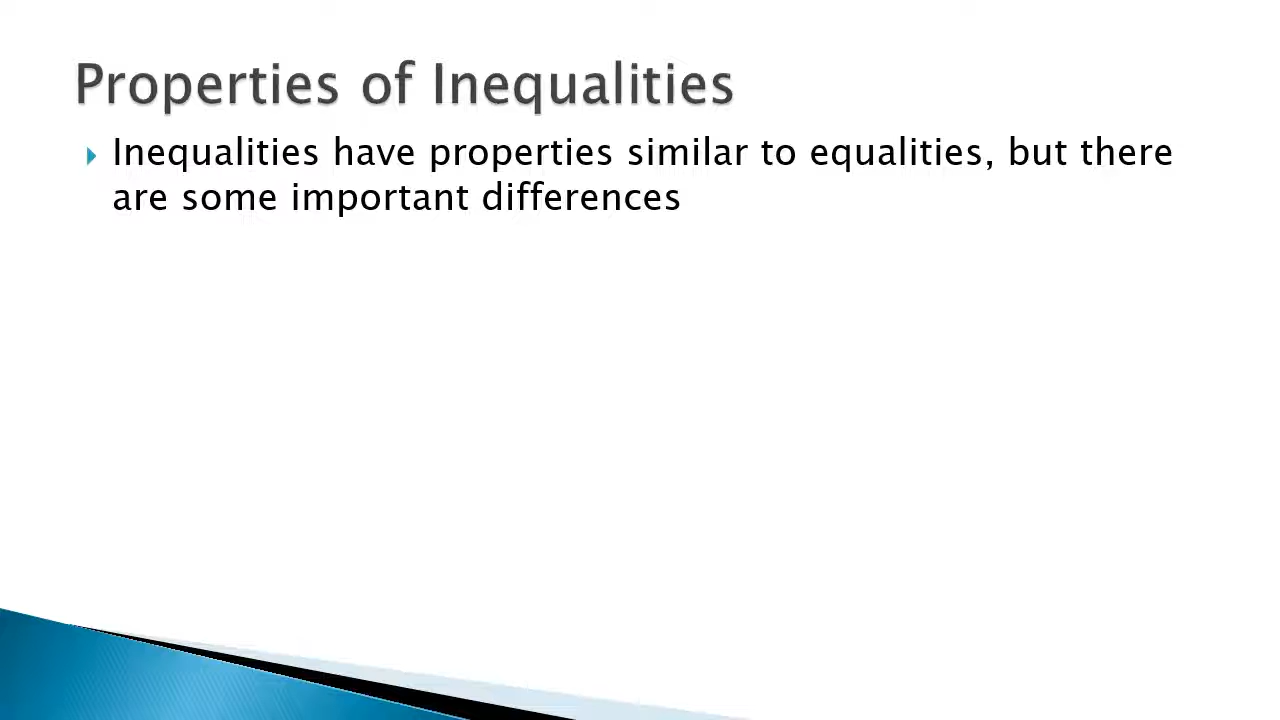 Properties of Inequalities
Inequalities have properties similar to equalities, but there
are some important differences